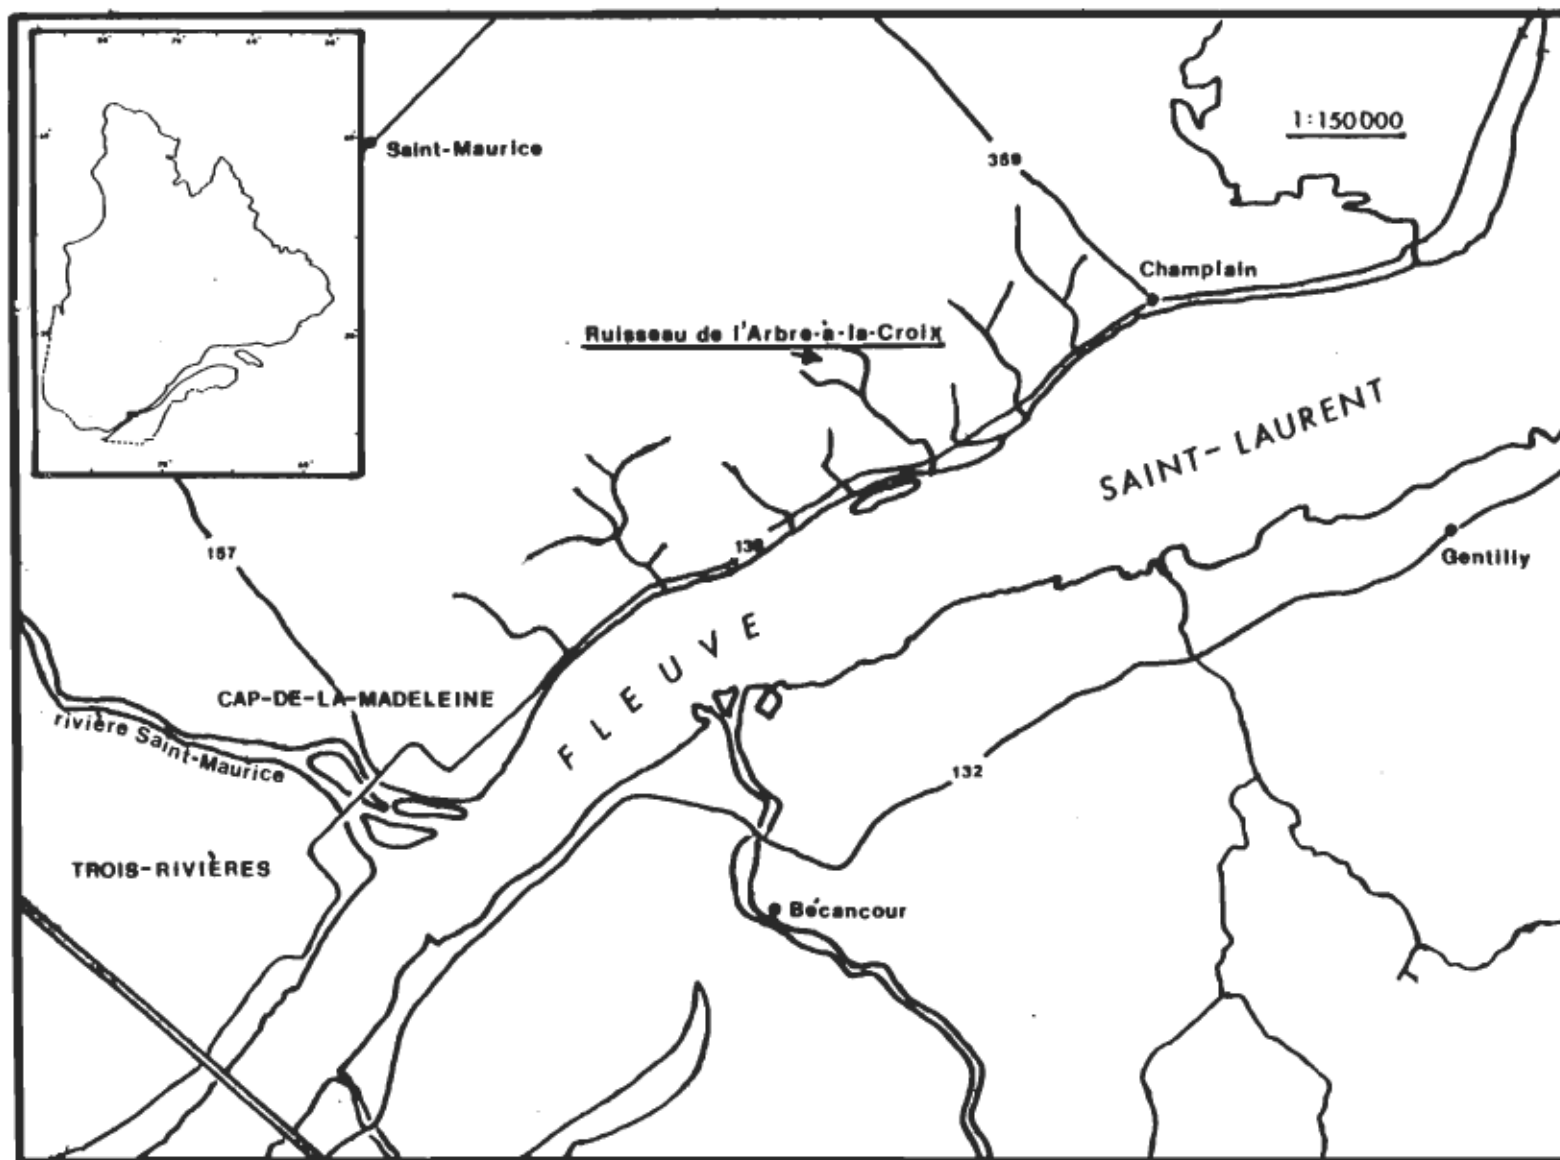 Saint-Maurice
1:150000
359
Champlain
Ruisseau de l'Arbre-à-la-Croix
SAINT-LAURENT
157
138
Gentilly
FLEUVE
CAP-DE-LA-MADELEINE
rivière Saint-Maurice
132
TROIS-RIVIÈRES
Bécancour